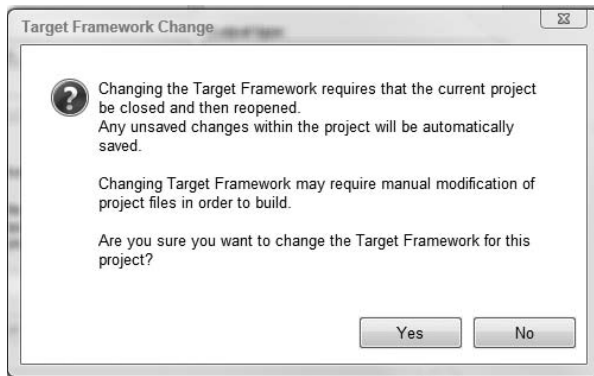 Target Framework Change
Changing the Target Framework requires that the current project
be closed and then reopened.
Any unsaved changes within the project will be automatically
saved.
Changing Target Framework may require manual modification of
project files in order to build.
Are you sure you want to change the Target Framework for this
project?
Yes
No